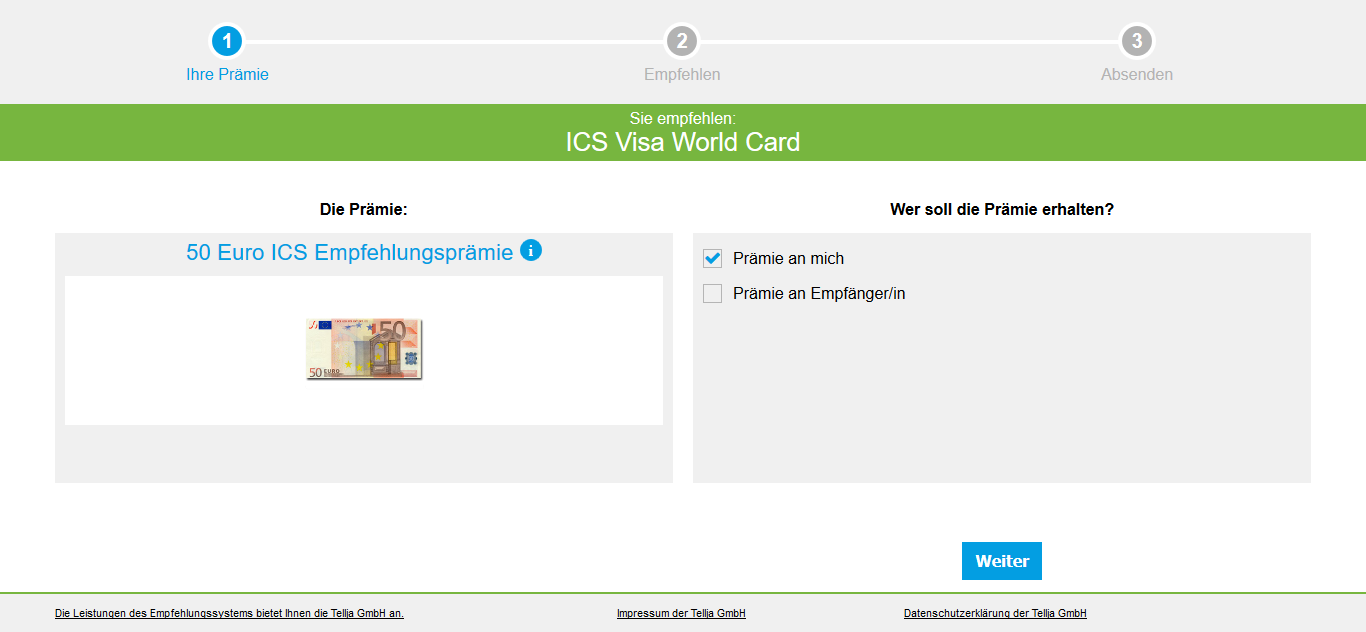 1
2
3
Ihre Prämie
Empfehlen
Absenden
Sie empfehlen:
ICS Visa World Card
Die Prämie:
50 Euro ICS Empfehlungsprämie i
50
50 EURO
Wer soll die Prämie erhalten?
Prämie an mich
Prämie an Empfänger/in
Weiter
Die Leistungen des Empfehlungssystems bietet Ihnen die Tellja GmbH an.
Impressum der Tellja GmbH
Datenschutzerklärung der Tellja GmbH